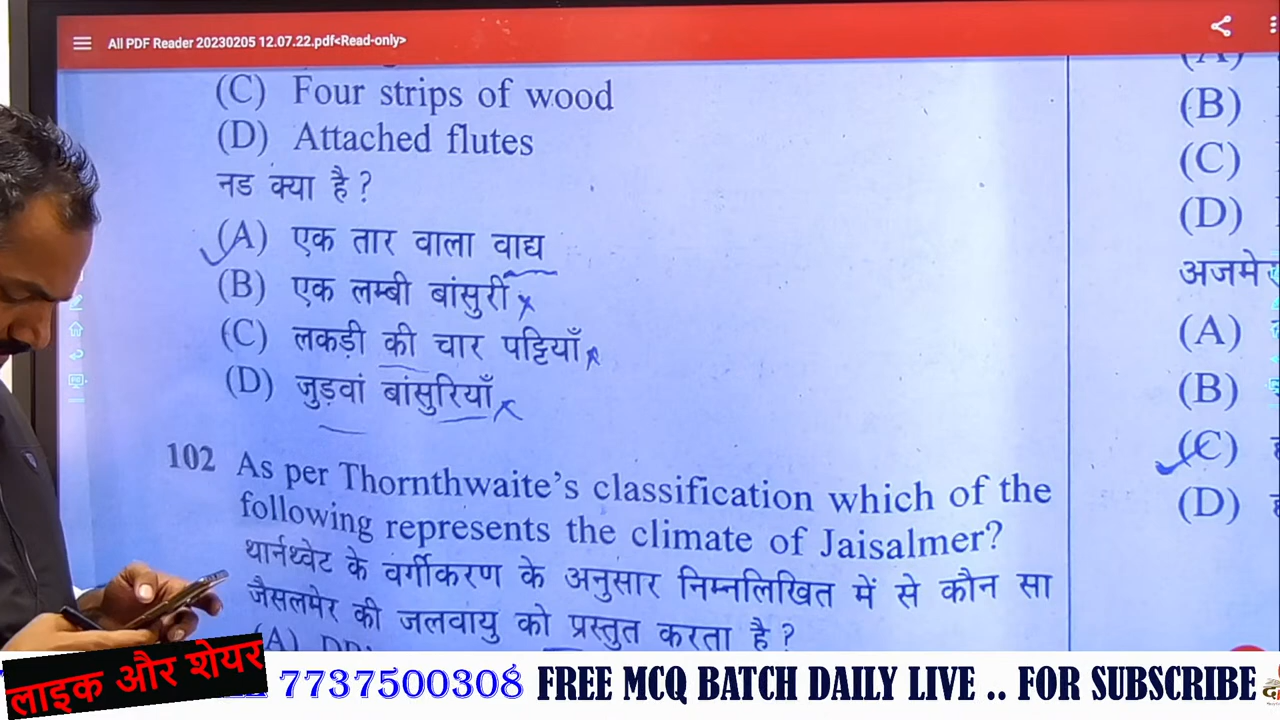 All PDF Reader 20230205 12.07.22.pdf<Read-only>
(C) Four strips of wood
(D) Attached flutes
नड क्या है ?
(A) एक तार वाला वाद्य
(B) एक लम्बी बांसुरी
(C) लकड़ी की चार पट्टियाँ
(D) जुड़वां बांसुरियाँ
102 As per Thornthwaite's classification which of the
following represents the climate of Jaisalmer?
थार्नथ्वेट के वर्गीकरण के अनुसार निम्नलिखित में से कौन सा
जैसलमेर की जलवायु को प्रस्तुत करता है ?
(A)
(A)
(B)
(C)
(D)
(A)
(B)
(C)
(D)
लाइक और शेयर
7737500308 FREE MCQ BATCH DAILY LIVE .. FOR SUBSCRIBE